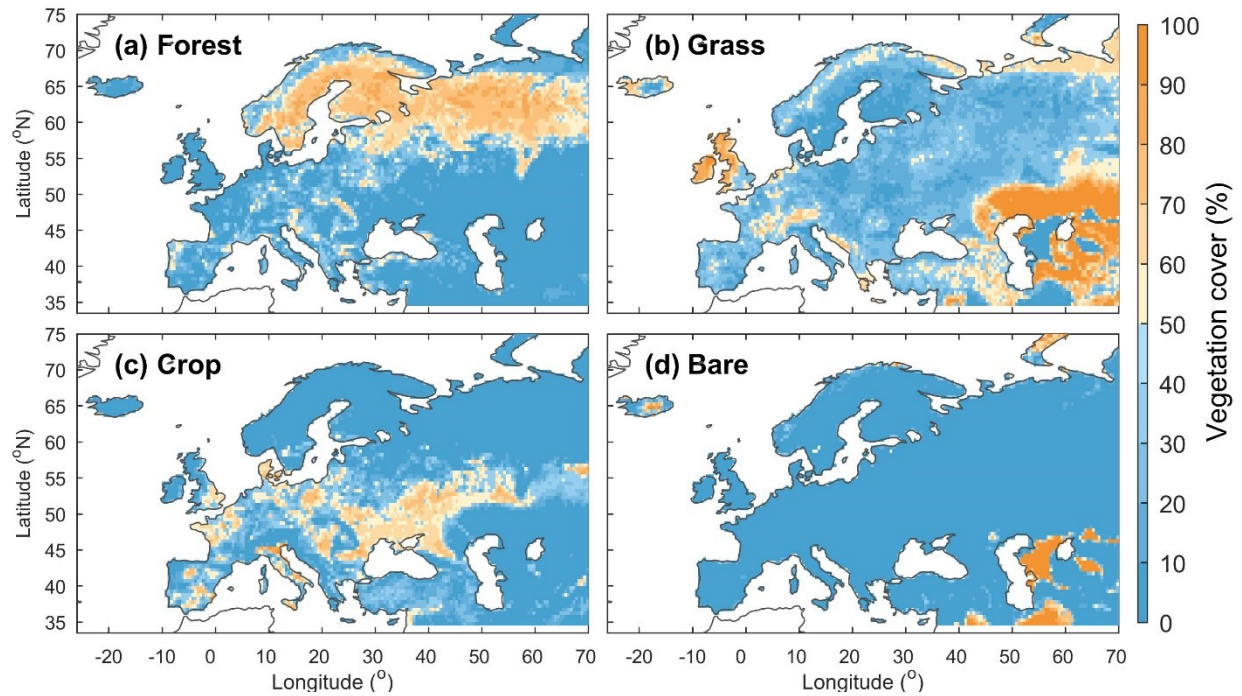 (a) Forest
(b) Grass
75
70
65
60
55
50
45
40
35
Latitude (°N)
100
90
80
70
60
50
40
30
20
10
0
Vegetation cover (%)
(c) Crop
(d) Bare
75
70
65
60
55
50
45
40
35
Latitude (°N)
-20 -10 0 10 20 30 40 50 60 70
-20 -10 0 10 20 30 40 50 60 70
Longitude (°)
Longitude (°)